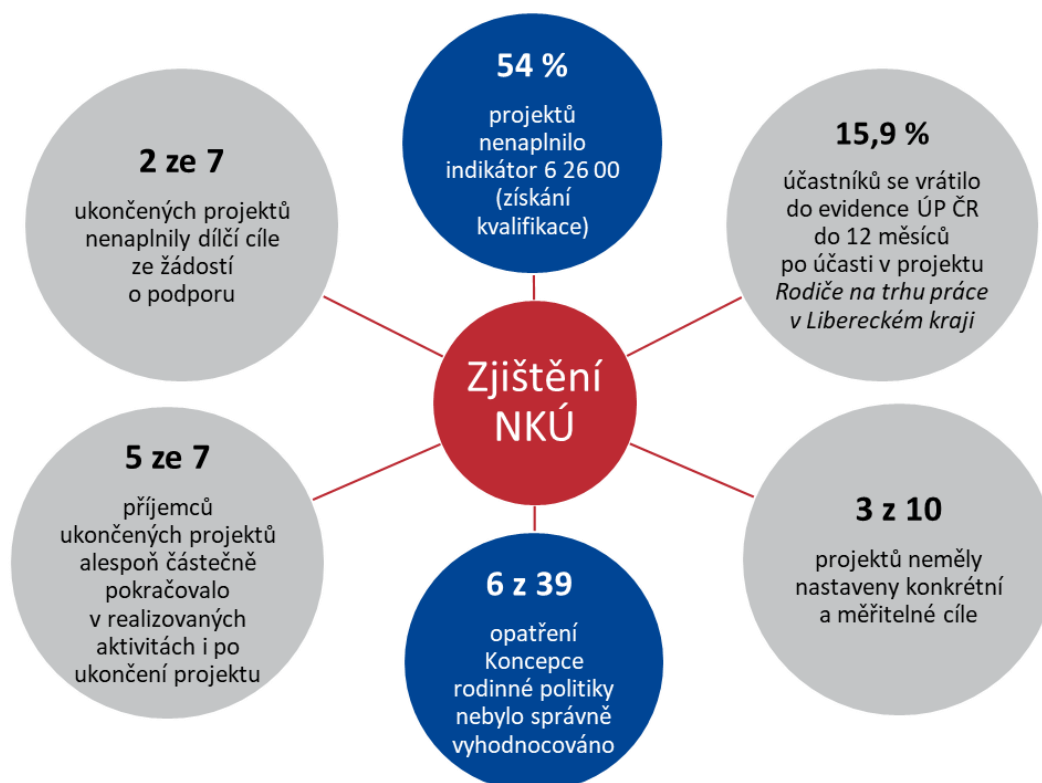 54 %
projektů
nenaplnilo
indikátor 6 26 00
(získání
kvalifikace)
2 ze 7
ukončených projektů
nenaplnily dílčí cíle
ze žádostí
o podporu
15,9 %
účastníků se vrátilo
do evidence ÚP ČR
do 12 měsíců
po účasti v projektu
Rodiče na trhu práce
v Libereckém kraji
Zjištění
NKÚ
5 ze 7
příjemců
ukončených projektů
alespoň částečně
pokračovalo
v realizovaných
aktivitách i po
ukončení projektu
3 z 10
projektů neměly
nastaveny konkrétní
a měřitelné cíle
6 z 39
opatření
Koncepce
rodinné politiky
nebylo správně
vyhodnocováno